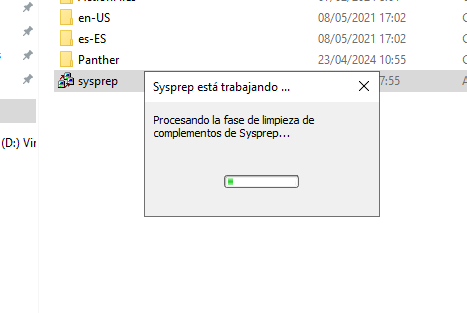 en-US 08/05/2021 17:02
es-ES 08/05/2021 17:02
Panther 23/04/2024 10:55
sysprep 7:55
Sysprep está trabajando ...
Procesando la fase de limpieza de
complementos de Sysprep...
(D:) Vir